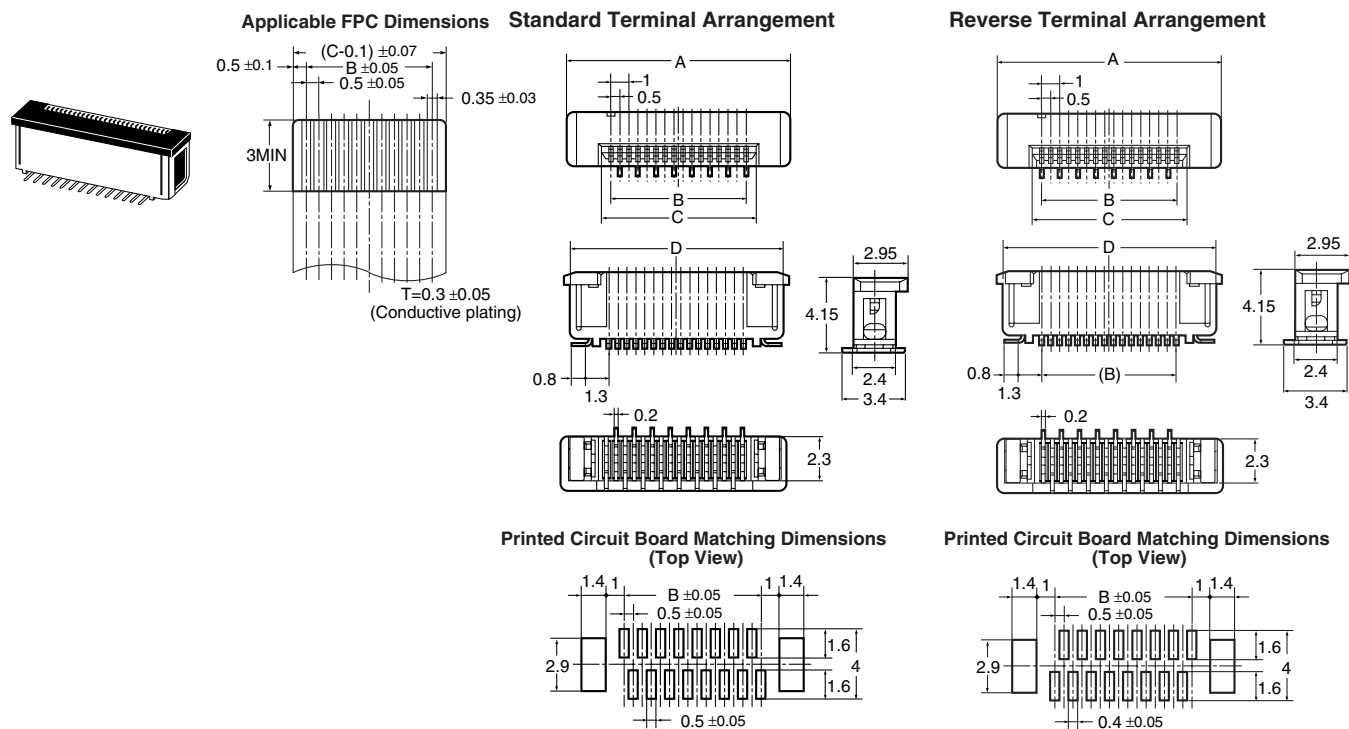 Applicable FPC Dimensions
(C-0.1) ±0.07
0.5 ±0.1
B ±0.05
0.5 ±0.05
0.35 ±0.03
3MIN
T=0.3 ±0.05
(Conductive plating)
Standard Terminal Arrangement
A
1
0.5
B
C
D
2.95
4.15
0.8
1.3
2.4
3.4
0.2
2.3
Printed Circuit Board Matching Dimensions
(Top View)
1.4
1
B ±0.05
1
1.4
0.5 ±0.05
2.9
1.6
4
1.6
0.5 ±0.05
Reverse Terminal Arrangement
A
1
0.5
B
C
D
2.95
4.15
0.8
(B)
1.3
2.4
3.4
0.2
2.3
Printed Circuit Board Matching Dimensions
(Top View)
1.4
1
B ±0.05
1
1.4
0.5 ±0.05
2.9
1.6
4
1.6
0.4 ±0.05